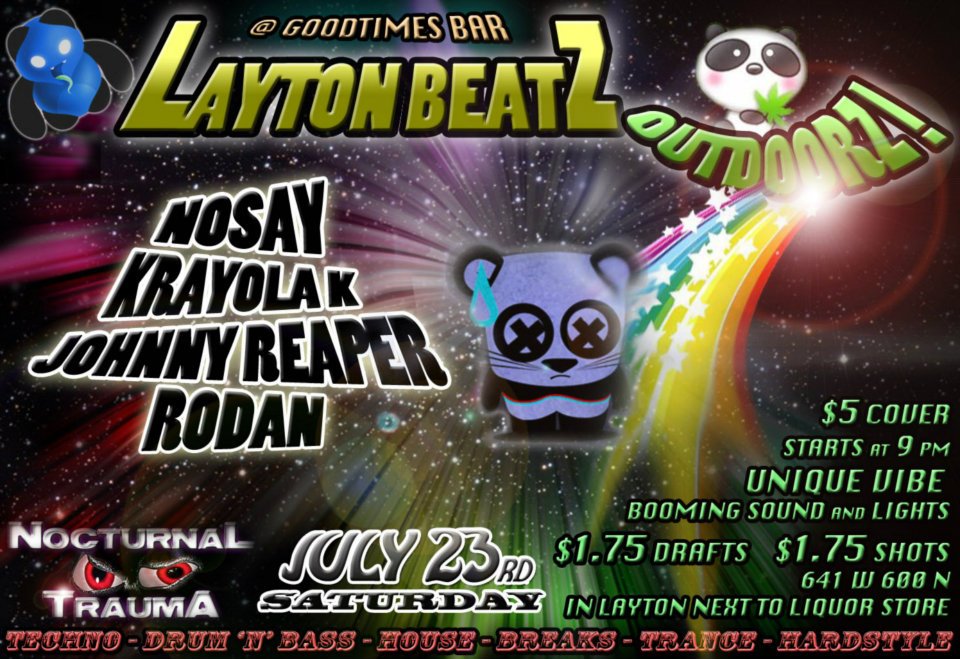 @ GOODTIMES BAR
LAYTON BEATZ
OUTDOORZ!
NOSAY
KRAYOLA K
JOHNNY REAPER
RODAN
$5 COVER
STARTS AT 9 PM
UNIQUE VIBE
BOOMING SOUND AND LIGHTS
$1.75 DRAFTS $1.75 SHOTS
641 W 600 N
IN LAYTON NEXT TO LIQUOR STORE
NOCTURNAL
TRAUMA
JULY 23RD
SATURDAY
TECHNO - DRUM 'N' BASS - HOUSE - BREAKS - TRANCE - HARDSTYLE